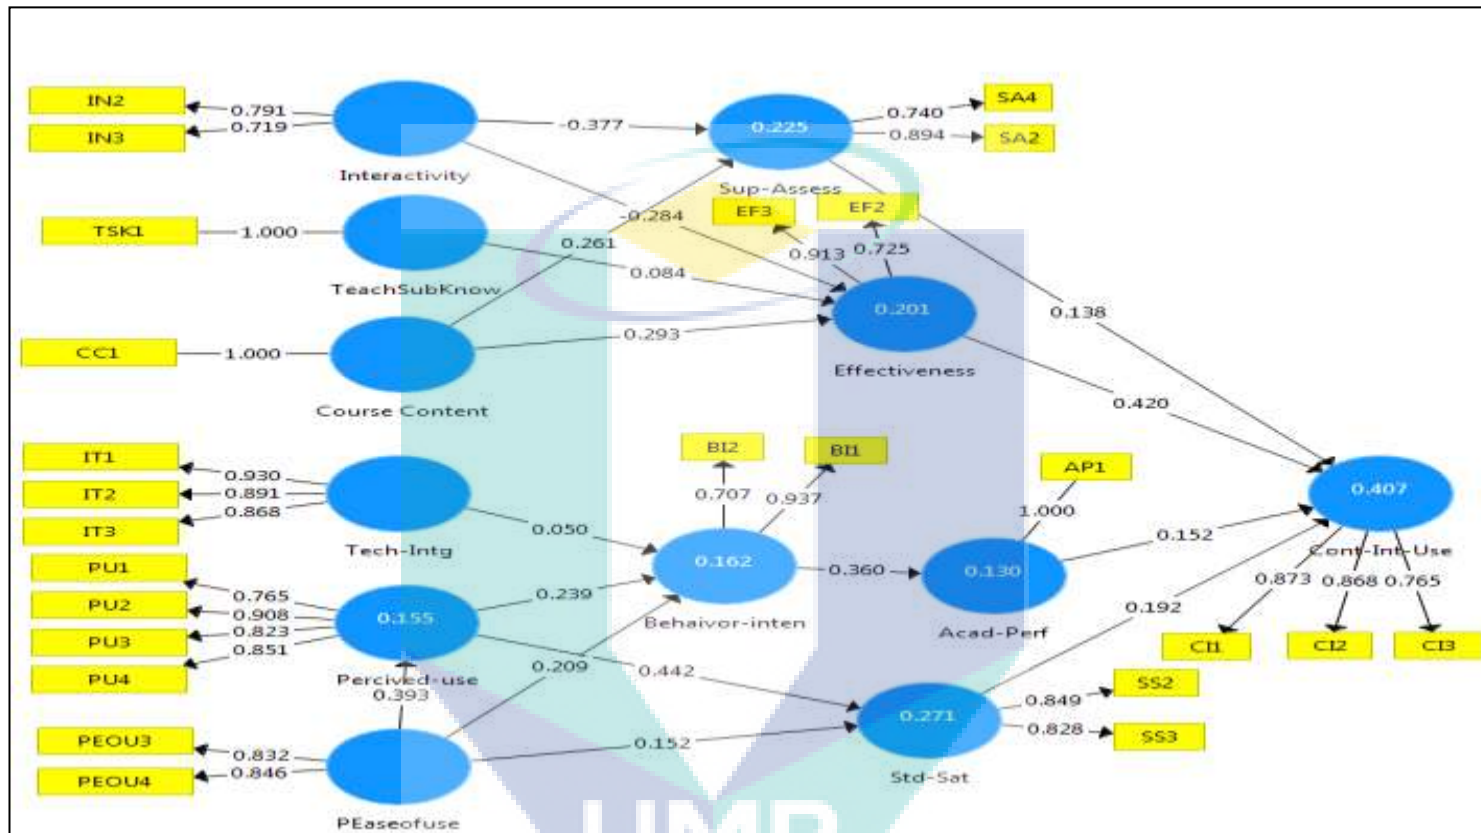 IN2
0.791
IN3
0.719
Interactivity
-0.377
0.225
Sup-Assess
0.740
SA4
0.894
SA2
TSK1
1.000
TeachSubKnow
-0.284
0.261
0.084
EF3
EF2
0.913
0.725
0.201
Effectiveness
0.138
CC1
1.000
Course Content
0.293
0.420
IT1
0.930
IT2
0.891
IT3
0.868
Tech-Intg
0.050
BI2
BI1
0.707
0.937
0.162
Behaivor-inten
0.360
AP1
1.000
0.130
Acad-Perf
0.152
0.407
Cont-Int-Use
0.873
0.868
0.765
CI1
CI2
CI3
PU1
0.765
PU2
0.908
PU3
0.823
PU4
0.851
0.155
Percived-use
0.239
0.209
0.442
0.393
0.192
PEOU3
0.832
PEOU4
0.846
PEaseofuse
0.152
0.271
Std-Sat
0.849
SS2
0.828
SS3
UMP